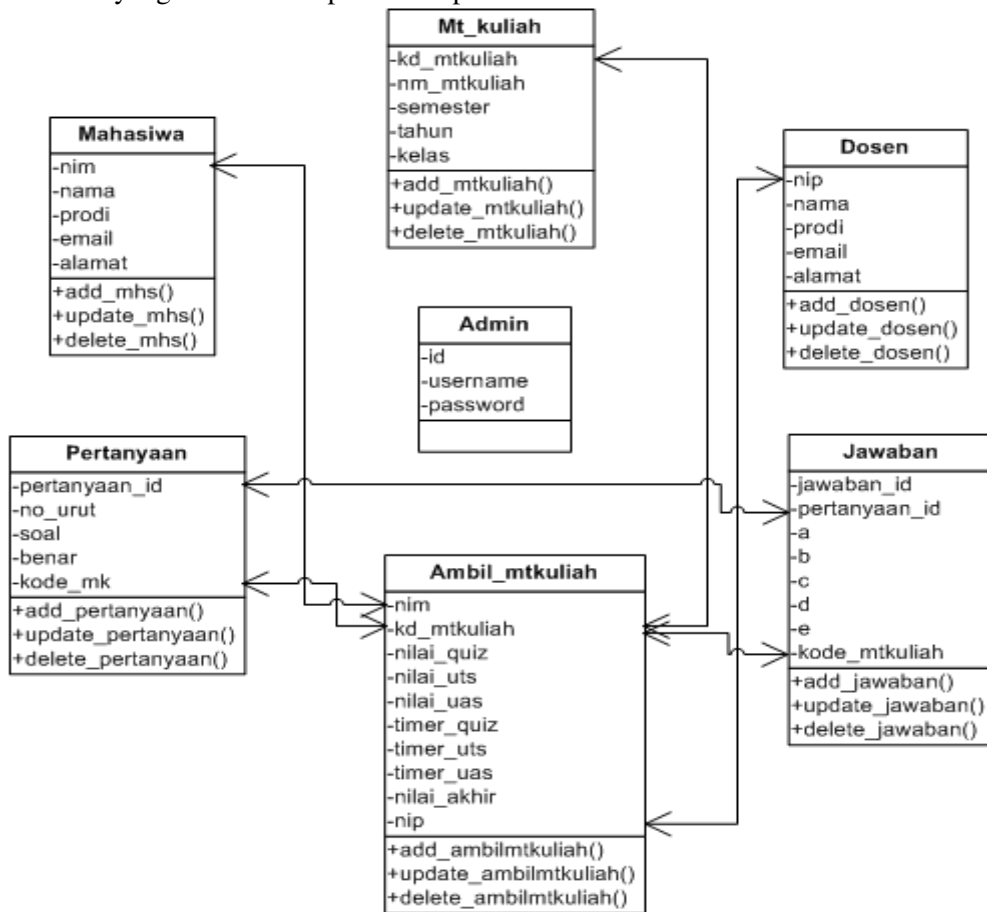 Mt_kuliah
-kd_mtkuliah
-nm_mtkuliah
-semester
-tahun
-kelas
+add_mtkuliah()
+update_mtkuliah()
+delete_mtkuliah()
Mahasiwa
-nim
-nama
-prodi
-email
-alamat
+add_mhs()
+update_mhs()
+delete_mhs()
Dosen
-nip
-nama
-prodi
-email
-alamat
+add_dosen()
+update_dosen()
+delete_dosen()
Admin
-id
-username
-password
Pertanyaan
-pertanyaan_id
-no_urut
-soal
-benar
-kode_mk
+add_pertanyaan()
+update_pertanyaan()
+delete_pertanyaan()
Jawaban
-jawaban_id
-pertanyaan_id
-a
-b
-c
-d
-e
-kode_mtkuliah
+add_jawaban()
+update_jawaban()
+delete_jawaban()
Ambil_mtkuliah
-nim
-kd_mtkuliah
-nilai_quiz
-nilai_uts
-nilai_uas
-timer_quiz
-timer_uts
-timer_uas
-nilai_akhir
-nip
+add_ambilmtkuliah()
+update_ambilmtkuliah()
+delete_ambilmtkuliah()